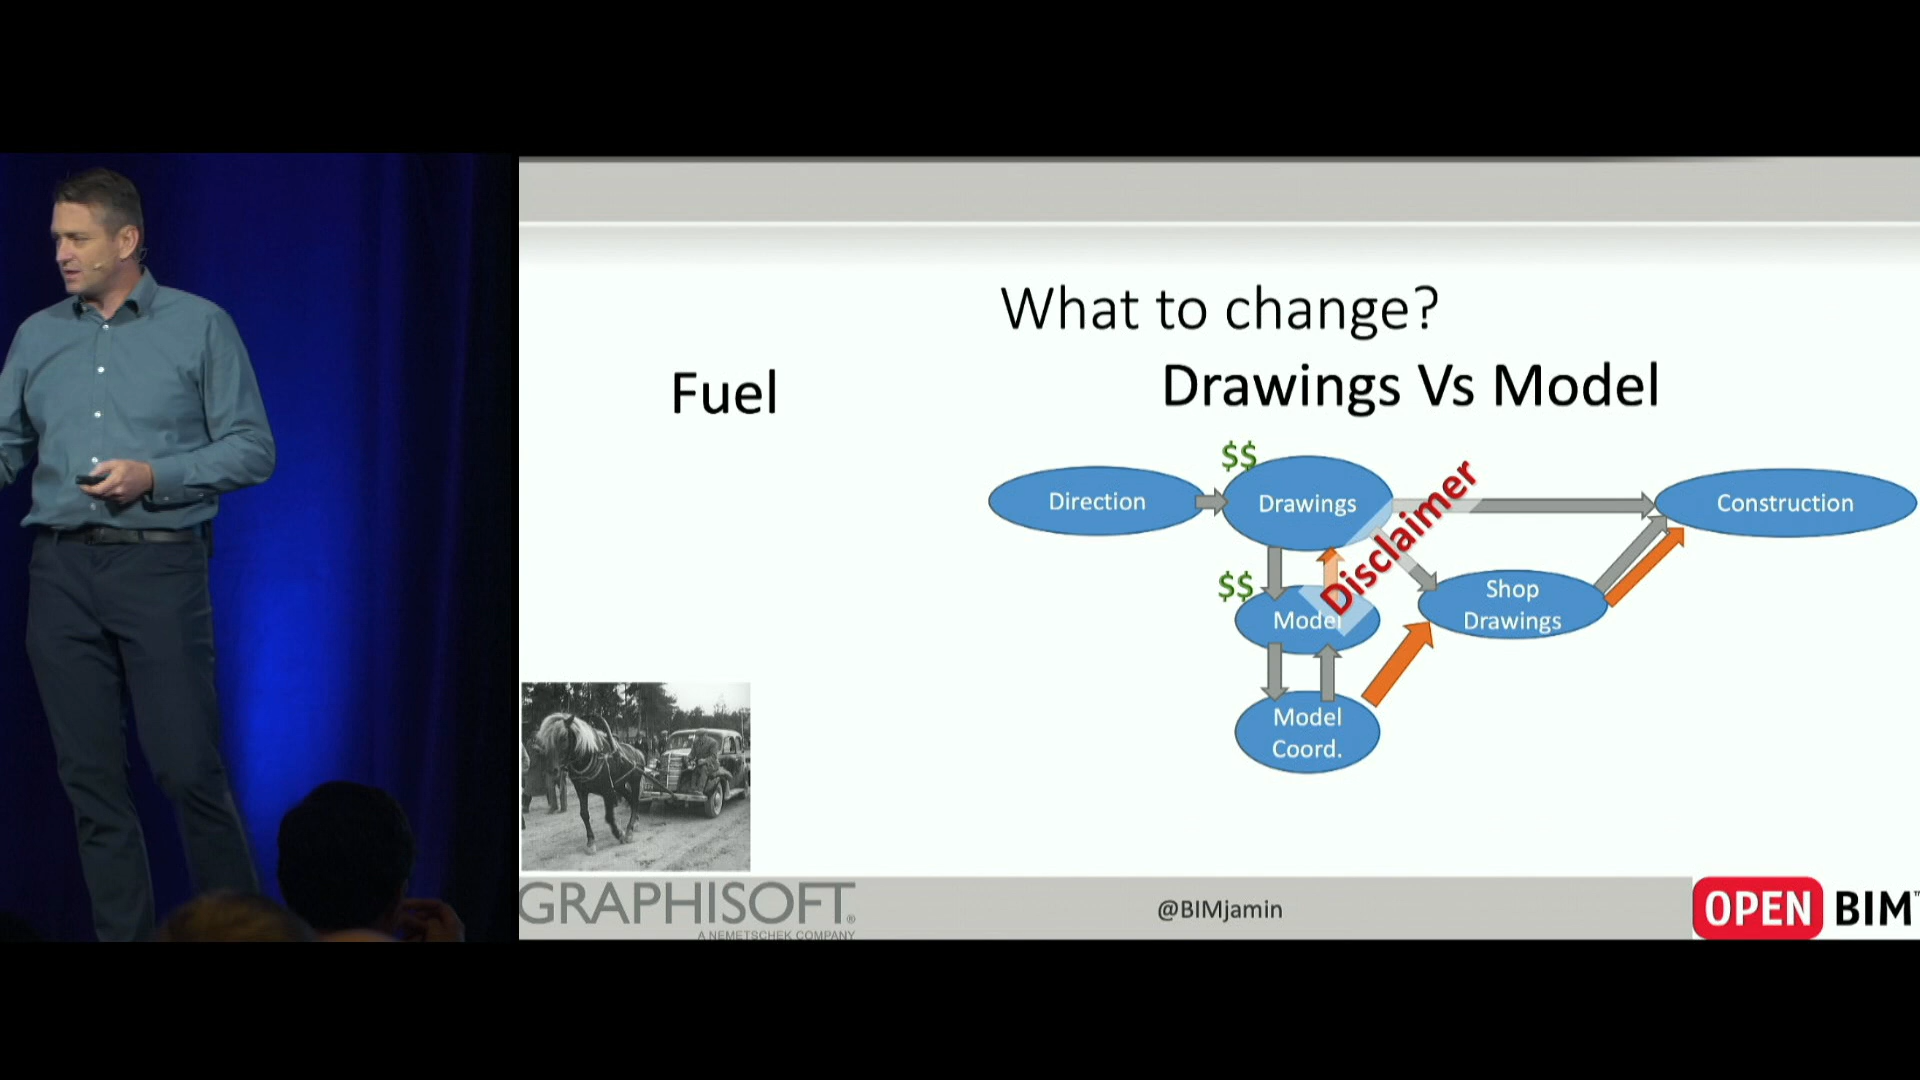 What to change?
Fuel
Drawings Vs Model
$$
Direction
Drawings
Disclaimer
Construction
$$
Model
Shop
Drawings
Model
Coord.
GRAPHISOFT®
A NEMETSCHEK COMPANY
@BIMjamin
OPEN BIM™